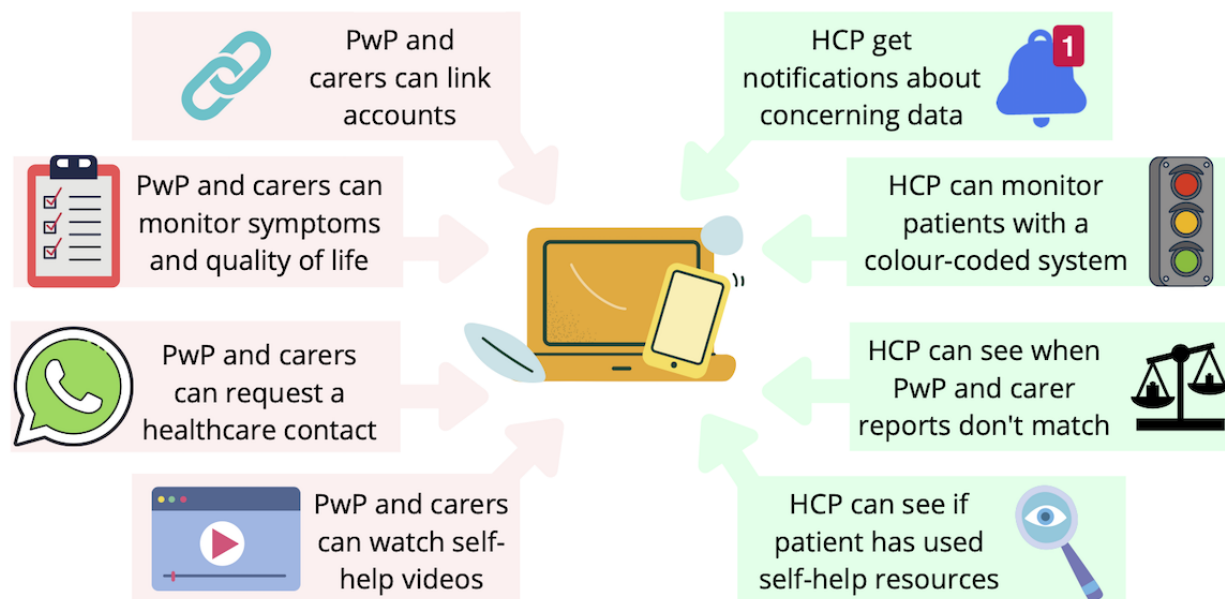 PwP and
carers can link
accounts
PwP and carers can
monitor symptoms
and quality of life
PwP and carers
can request a
healthcare contact
PwP and carers
can watch self-
help videos
HCP get
notifications about
concerning data
1
HCP can monitor
patients with a
colour-coded system
HCP can see when
PwP and carer
reports don't match
HCP can see if
patient has used
self-help resources